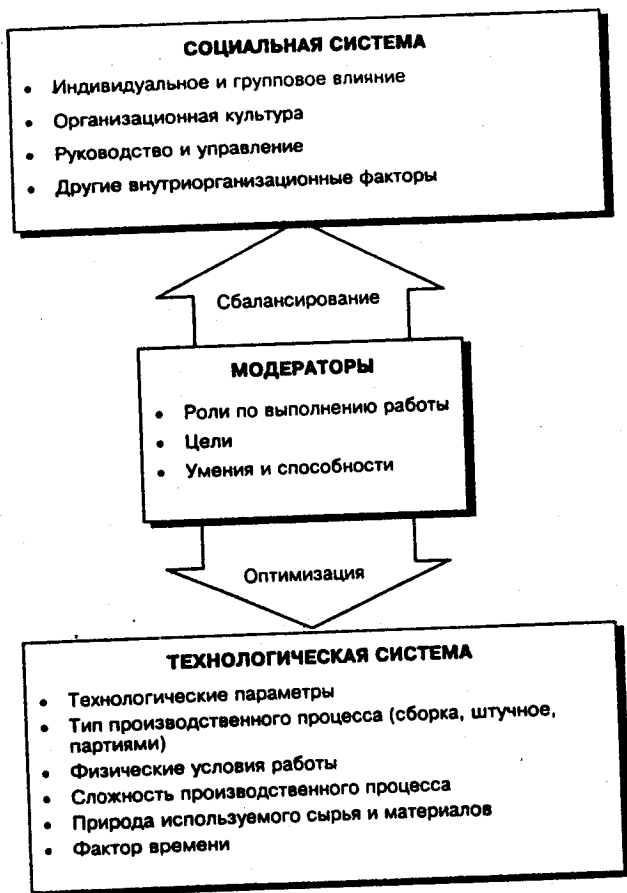 СОЦИАЛЬНАЯ СИСТЕМА
• Индивидуальное и групповое влияние
• Организационная культура
• Руководство и управление
• Другие внутриорганизационные факторы
Сбалансирование
МОДЕРАТОРЫ
• Роли по выполнению работы
• Цели
• Умения и способности
Оптимизация
ТЕХНОЛОГИЧЕСКАЯ СИСТЕМА
• Технологические параметры
• Тип производственного процесса (сборка, штучное,
партиями)
• Физические условия работы
• Сложность производственного процесса
• Природа используемого сырья и материалов
• Фактор времени